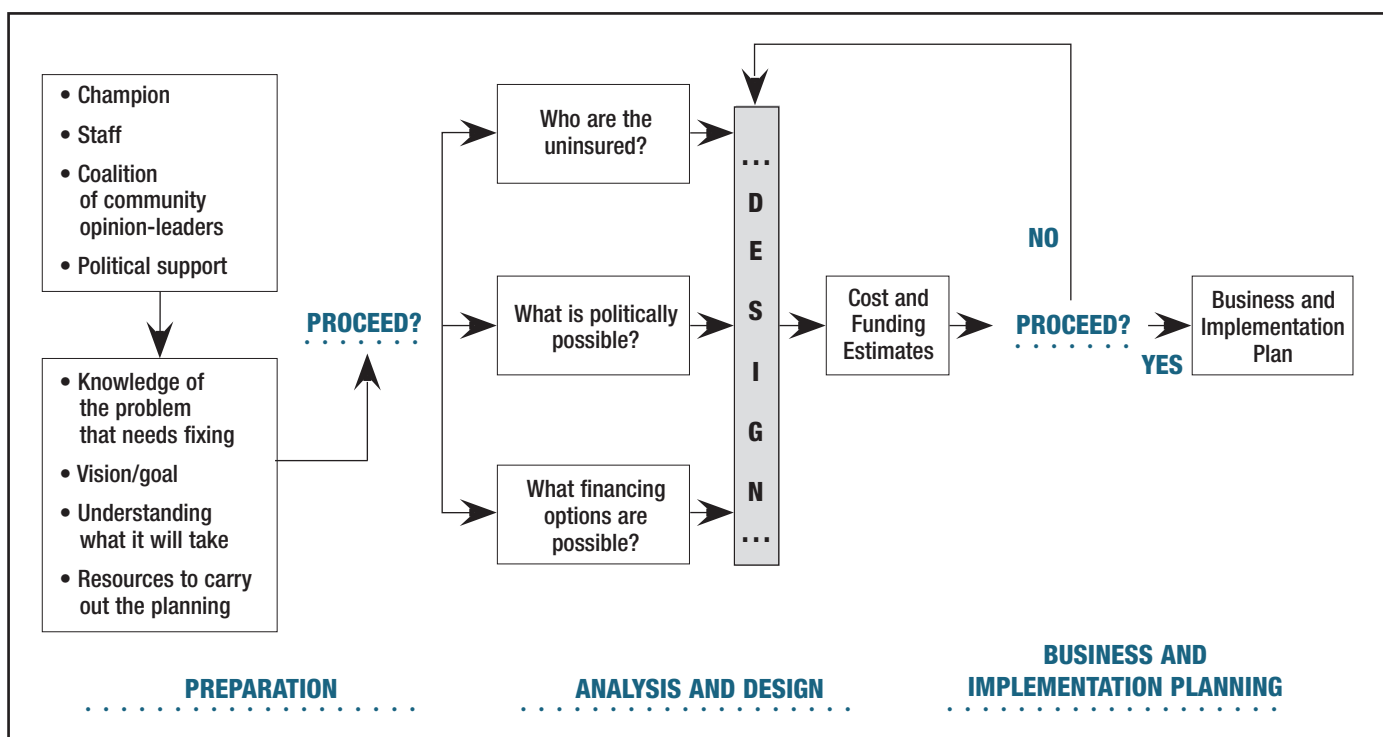 • Champion
• Staff
• Coalition
of community
opinion-leaders
• Political support
• Knowledge of
the problem
that needs fixing
• Vision/goal
• Understanding
what it will take
• Resources to carry
out the planning
PROCEED?
Who are the
uninsured?
What is politically
possible?
What financing
options are
possible?
...
D
E
S
I
G
N
...
Cost and
Funding
Estimates
NO
PROCEED?
YES
Business and
Implementation
Plan
PREPARATION
ANALYSIS AND DESIGN
BUSINESS AND
IMPLEMENTATION PLANNING